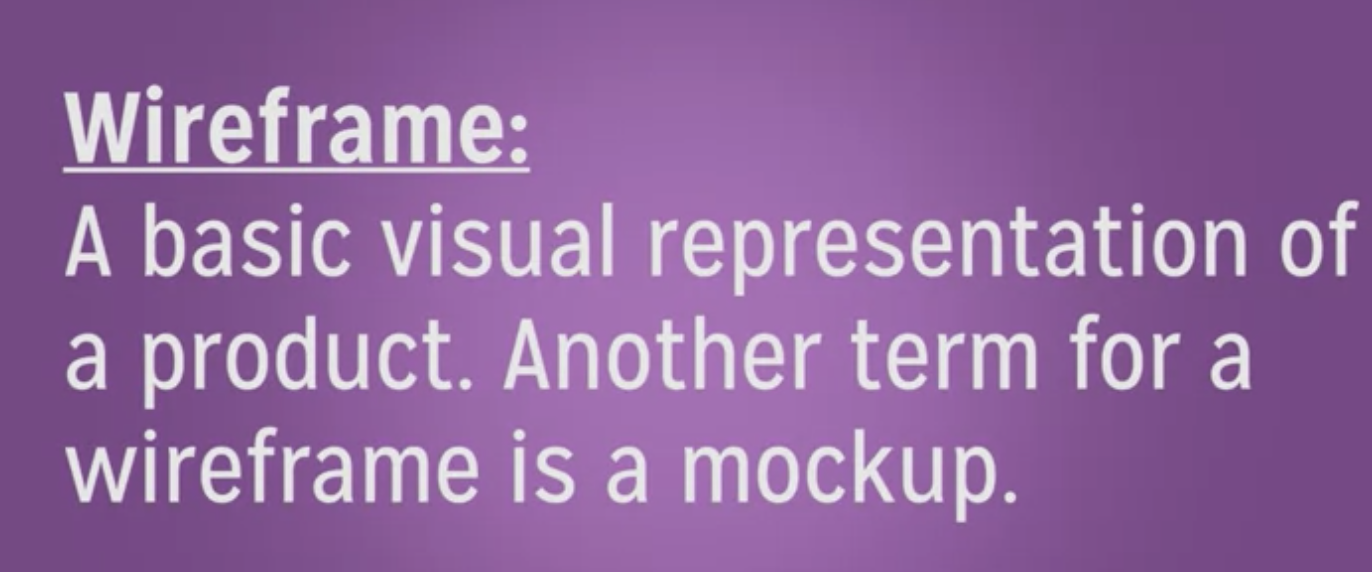 Wireframe:
A basic visual representation of
a product. Another term for a
wireframe is a mockup.